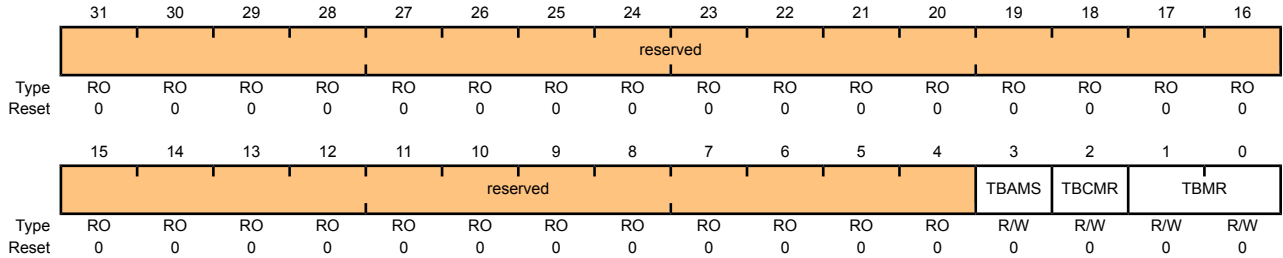 31 30 29 28 27 26 25 24 23 22 21 20 19 18 17 16
reserved
Type RO RO RO RO RO RO RO RO RO RO RO RO RO RO RO RO
Reset 0 0 0 0 0 0 0 0 0 0 0 0 0 0 0 0
15 14 13 12 11 10 9 8 7 6 5 4 3 2 1 0
reserved TBAMS TBCMR TBMR
Type RO RO RO RO RO RO RO RO RO RO RO RO R/W R/W R/W R/W
Reset 0 0 0 0 0 0 0 0 0 0 0 0 0 0 0 0